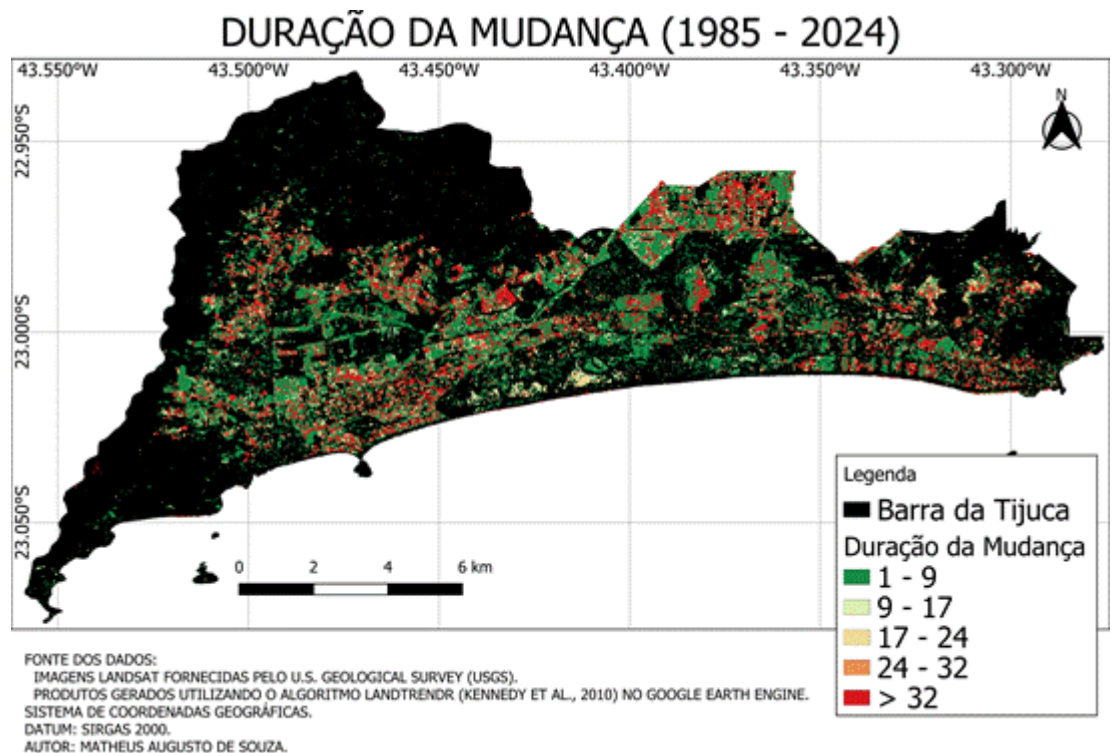 DURAÇÃO DA MUDANÇA (1985 - 2024)
43.550°W 43.500°W 43.450°W 43.400°W 43.350°W 43.300°W
N
22.950°S
23.000°S
23.050°S
0 2 4 6 km
Legenda
Barra da Tijuca
Duração da Mudança
1 - 9
9 - 17
17 - 24
24 - 32
> 32
FONTE DOS DADOS:
IMAGENS LANDSAT FORNECIDAS PELO U.S. GEOLOGICAL SURVEY (USGS).
PRODUTOS GERADOS UTILIZANDO O ALGORITMO LANDTRENDR (KENNEDY ET AL., 2010) NO GOOGLE EARTH ENGINE.
SISTEMA DE COORDENADAS GEOGRÁFICAS.
DATUM: SIRGAS 2000.
AUTOR: MATHEUS AUGUSTO DE SOUZA.